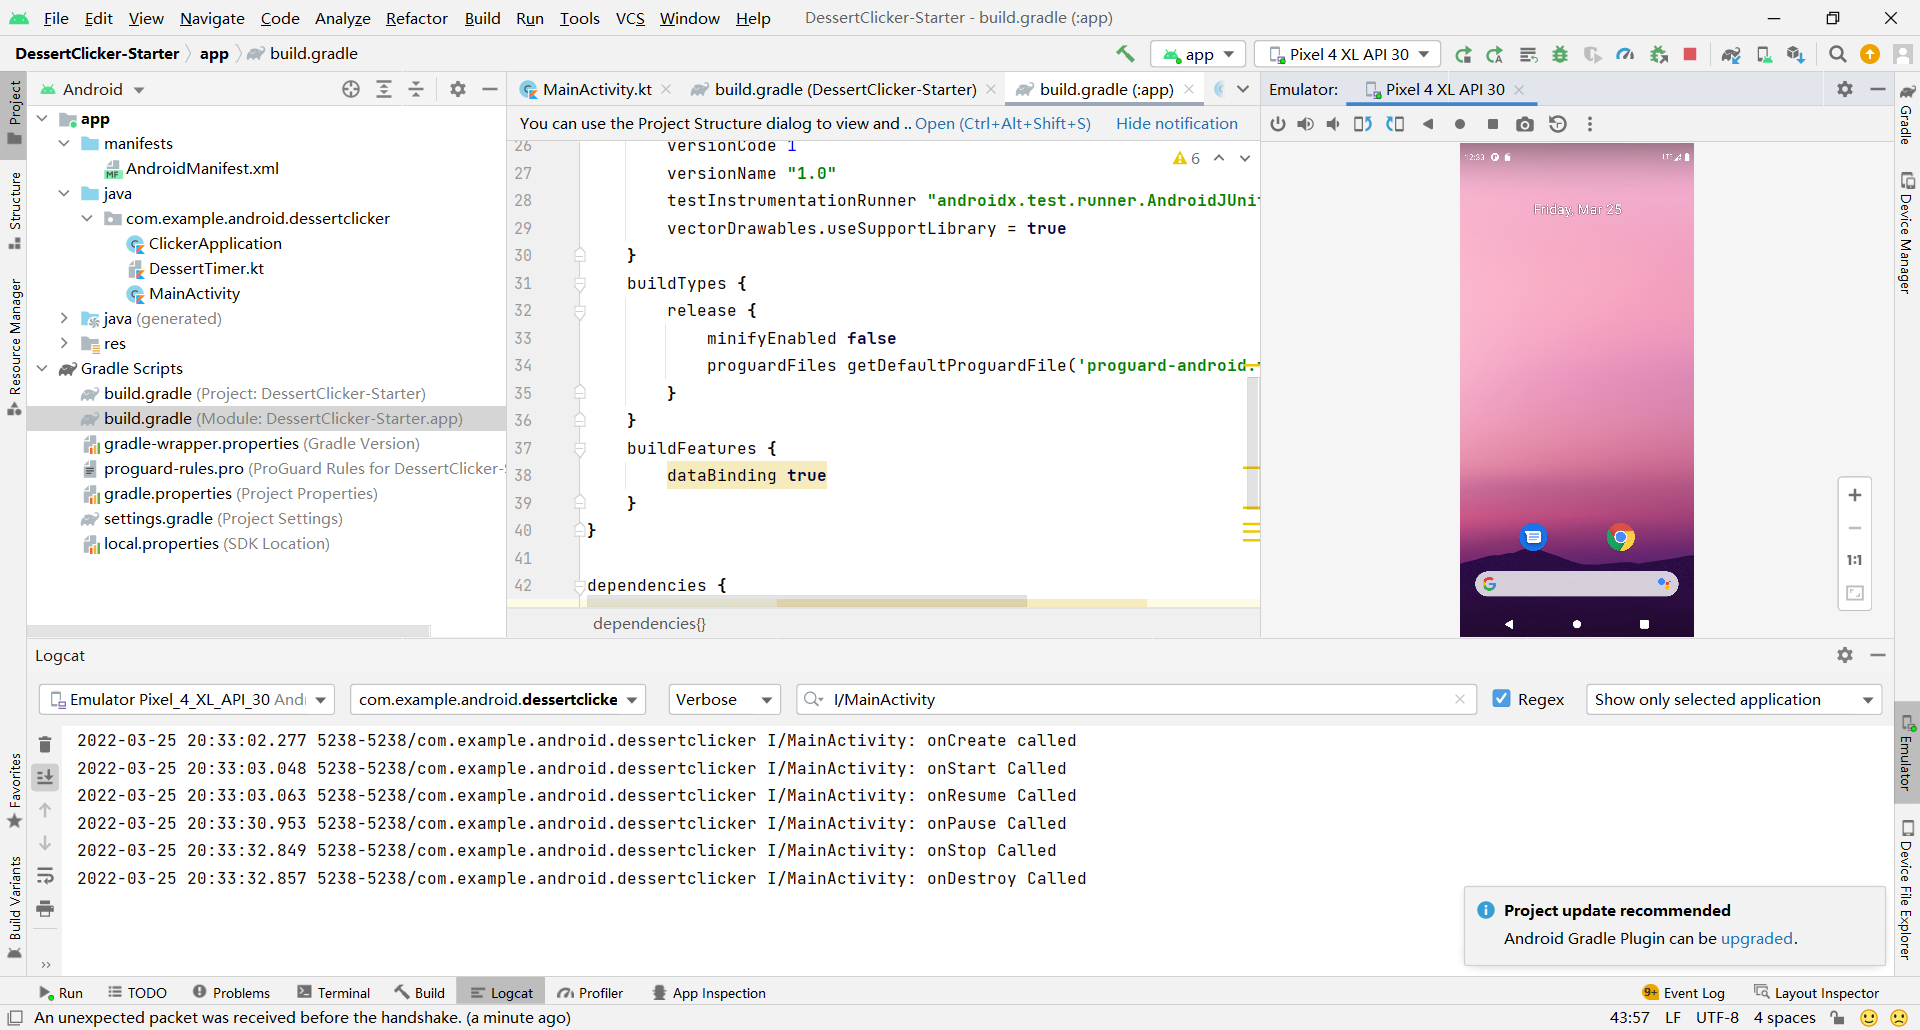 File Edit View Navigate Code Analyze Refactor Build Run Tools VCS Window Help DessertClicker-Starter - build.gradle (:app)
DessertClicker-Starter app build.gradle
app Pixel 4 XL API 30
Project
Structure
Resource Manager
Favorites
Build Variants
Android
app
manifests
AndroidManifest.xml
java
com.example.android.dessertclicker
ClickerApplication
DessertTimer.kt
MainActivity
java (generated)
res
Gradle Scripts
build.gradle (Project: DessertClicker-Starter)
build.gradle (Module: DessertClicker-Starter.app)
gradle-wrapper.properties (Gradle Version)
proguard-rules.pro (ProGuard Rules for DessertClicker-
gradle.properties (Project Properties)
settings.gradle (Project Settings)
local.properties (SDK Location)
MainActivity.kt build.gradle (DessertClicker-Starter) build.gradle (:app)
You can use the Project Structure dialog to view and .. Open (Ctrl+Alt+Shift+S) Hide notification
6
26 versionCode 1
27 versionName "1.0"
28 testInstrumentationRunner "androidx.test.runner.AndroidJUni
29 vectorDrawables.useSupportLibrary = true
30 }
31 buildTypes {
32 release {
33 minifyEnabled false
34 proguardFiles getDefaultProguardFile('proguard-android.
35 }
36 }
37 buildFeatures {
38 dataBinding true
39 }
40 }
41
42 dependencies {
dependencies{}
Emulator: Pixel 4 XL API 30
12:33
LTE
Friday, Mar 25
1:1
Gradle
Device Manager
Emulator
Device File Explorer
Logcat
Emulator Pixel_4_XL_API_30 And com.example.android.dessertclicke Verbose I/MainActivity Regex Show only selected application
2022-03-25 20:33:02.277 5238-5238/com.example.android.dessertclicker I/MainActivity: onCreate called
2022-03-25 20:33:03.048 5238-5238/com.example.android.dessertclicker I/MainActivity: onStart Called
2022-03-25 20:33:03.063 5238-5238/com.example.android.dessertclicker I/MainActivity: onResume Called
2022-03-25 20:33:30.953 5238-5238/com.example.android.dessertclicker I/MainActivity: onPause Called
2022-03-25 20:33:32.849 5238-5238/com.example.android.dessertclicker I/MainActivity: onStop Called
2022-03-25 20:33:32.857 5238-5238/com.example.android.dessertclicker I/MainActivity: onDestroy Called
Project update recommended
Android Gradle Plugin can be upgraded.
Run TODO Problems Terminal Build Logcat Profiler App Inspection 9+ Event Log Layout Inspector
An unexpected packet was received before the handshake. (a minute ago) 43:57 LF UTF-8 4 spaces